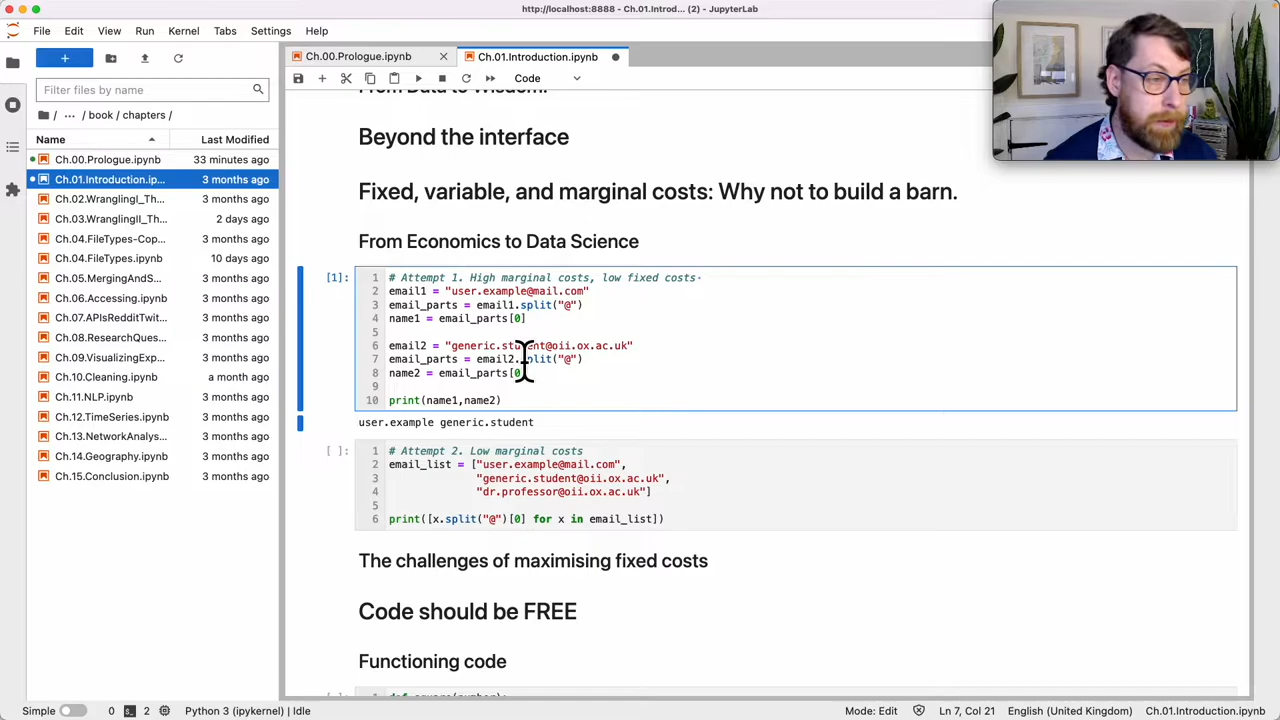 http://localhost:8888 - Ch.01.Introd... (2) - JupyterLab
File Edit View Run Kernel Tabs Settings Help
Filter files by name
/ ... / book / chapters /
Name Last Modified
Ch.00.Prologue.ipynb 33 minutes ago
Ch.01.Introduction.ip... 3 months ago
Ch.02.WranglingI_Th... 3 months ago
Ch.03.WranglingII_Th... 2 days ago
Ch.04.FileTypes-Cop... 3 months ago
Ch.04.FileTypes.ipynb 10 days ago
Ch.05.MergingAndS... 3 months ago
Ch.06.Accessing.ipynb 3 months ago
Ch.07.APIsRedditTwit... 3 months ago
Ch.08.ResearchQues... 3 months ago
Ch.09.VisualizingExp... 3 months ago
Ch.10.Cleaning.ipynb a month ago
Ch.11.NLP.ipynb 3 months ago
Ch.12.TimeSeries.ipynb 3 months ago
Ch.13.NetworkAnalys... 3 months ago
Ch.14.Geography.ipynb 3 months ago
Ch.15.Conclusion.ipynb 3 months ago
Ch.00.Prologue.ipynb Ch.01.Introduction.ipynb
Code
From Data to Wisdom.
Beyond the interface
Fixed, variable, and marginal costs: Why not to build a barn.
From Economics to Data Science
[1]:
1 # Attempt 1. High marginal costs, low fixed costs-
2 email1 = "user.example@mail.com"
3 email_parts = email1.split("@")
4 name1 = email_parts[0]
5
6 email2 = "generic.student@oii.ox.ac.uk"
7 email_parts = email2.split("@")
8 name2 = email_parts[0]
9
10 print(name1,name2)
user.example generic.student
[ ]:
1 # Attempt 2. Low marginal costs
2 email_list = ["user.example@mail.com",
3 "generic.student@oii.ox.ac.uk",
4 "dr.professor@oii.ox.ac.uk"]
5
6 print([x.split("@")[0] for x in email_list])
The challenges of maximising fixed costs
Code should be FREE
Functioning code
[ ]: 1 def square(number):
Simple 0 2 Python 3 (ipykernel) | Idle Mode: Edit Ln 7, Col 21 English (United Kingdom) Ch.01.Introduction.ipynb